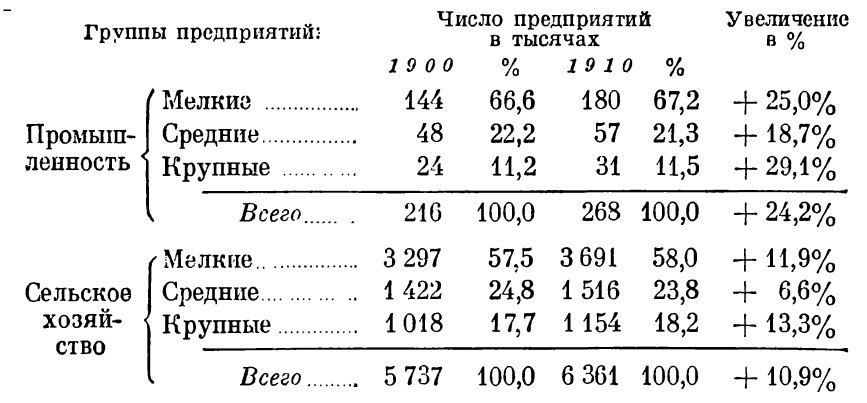 Группы предприятий: Число предприятий в тысячах Увеличение в %
1900 % 1910 %
Промышленность
Мелкие ................ 144 66,6 180 67,2 + 25,0%
Средние................ 48 22,2 57 21,3 + 18,7%
Крупные ............ 24 11,2 31 11,5 + 29,1%
Всего...... . 216 100,0 268 100,0 + 24,2%
Сельское хозяйство
Мелкие.. .............. 3 297 57,5 3 691 58,0 + 11,9%
Средние.............. 1 422 24,8 1 516 23,8 + 6,6%
Крупные ............. 1 018 17,7 1 154 18,2 + 13,3%
Всего......... 5 737 100,0 6 361 100,0 + 10,9%